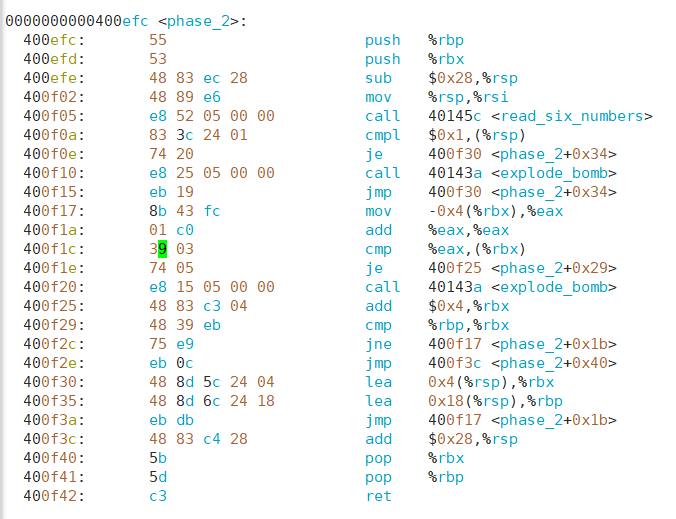 0000000000400efc <phase_2>:
400efc: 55 push %rbp
400efd: 53 push %rbx
400efe: 48 83 ec 28 sub $0x28,%rsp
400f02: 48 89 e6 mov %rsp,%rsi
400f05: e8 52 05 00 00 call 40145c <read_six_numbers>
400f0a: 83 3c 24 01 cmpl $0x1,(%rsp)
400f0e: 74 20 je 400f30 <phase_2+0x34>
400f10: e8 25 05 00 00 call 40143a <explode_bomb>
400f15: eb 19 jmp 400f30 <phase_2+0x34>
400f17: 8b 43 fc mov -0x4(%rbx),%eax
400f1a: 01 c0 add %eax,%eax
400f1c: 39 03 cmp %eax,(%rbx)
400f1e: 74 05 je 400f25 <phase_2+0x29>
400f20: e8 15 05 00 00 call 40143a <explode_bomb>
400f25: 48 83 c3 04 add $0x4,%rbx
400f29: 48 39 eb cmp %rbp,%rbx
400f2c: 75 e9 jne 400f17 <phase_2+0x1b>
400f2e: eb 0c jmp 400f3c <phase_2+0x40>
400f30: 48 8d 5c 24 04 lea 0x4(%rsp),%rbx
400f35: 48 8d 6c 24 18 lea 0x18(%rsp),%rbp
400f3a: eb db jmp 400f17 <phase_2+0x1b>
400f3c: 48 83 c4 28 add $0x28,%rsp
400f40: 5b pop %rbx
400f41: 5d pop %rbp
400f42: c3 ret